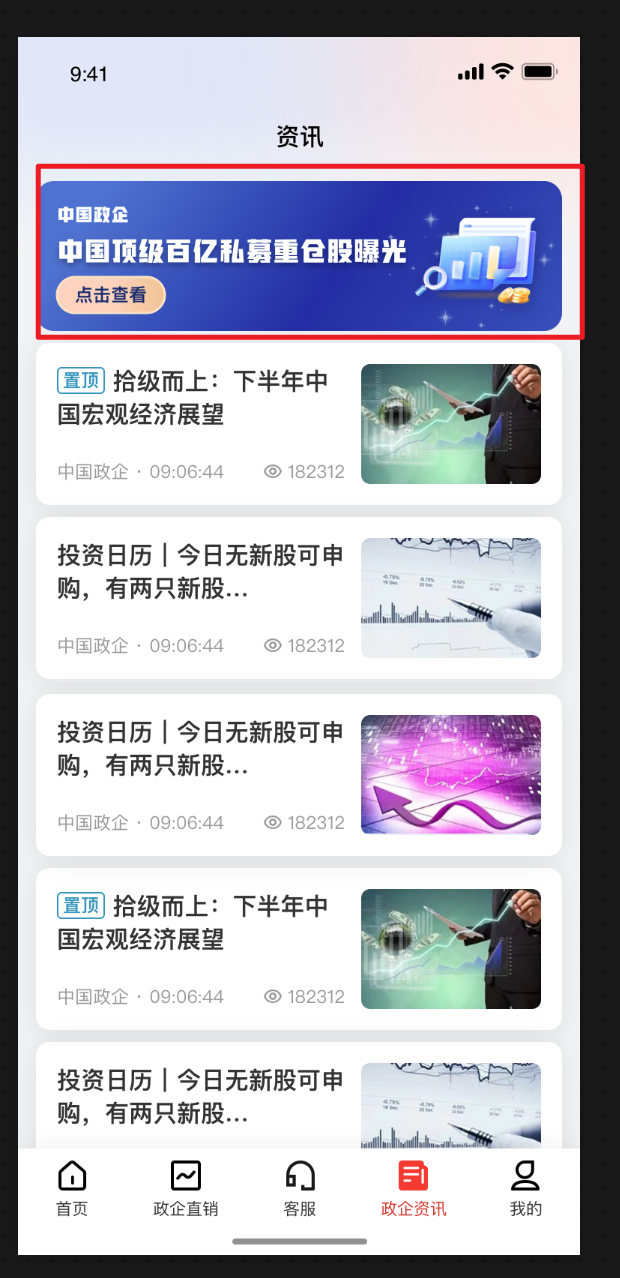 9:41
资讯
中国政企
中国顶级百亿私募重仓股曝光
点击查看
置顶 拾级而上：下半年中
国宏观经济展望
中国政企 · 09:06:44 182312
投资日历｜今日无新股可申
购，有两只新股...
中国政企 · 09:06:44 182312
投资日历｜今日无新股可申
购，有两只新股...
中国政企 · 09:06:44 182312
置顶 拾级而上：下半年中
国宏观经济展望
中国政企 · 09:06:44 182312
投资日历｜今日无新股可申
购，有两只新股...
首页 政企直销 客服 政企资讯 我的